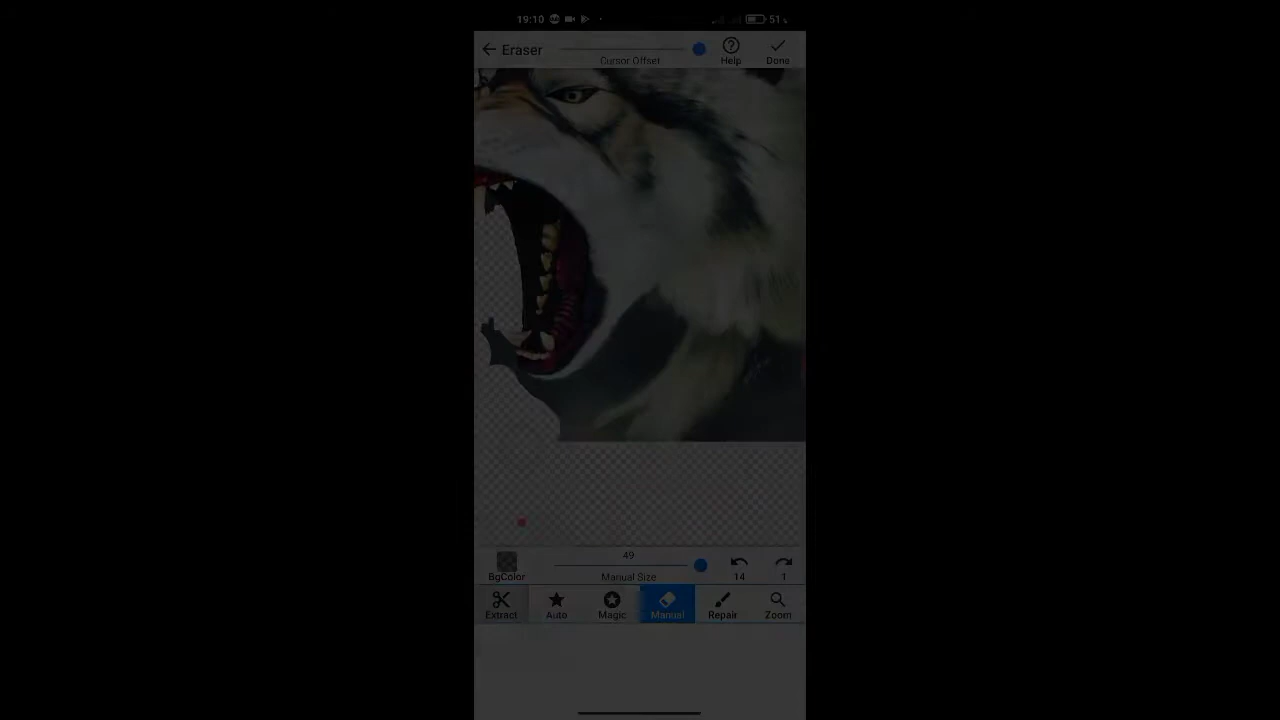 19:10
51
Eraser
Cursor Offset
Help
Done
49
BgColor
Manual Size
14
1
Extract
Auto
Magic
Manual
Repair
Zoom